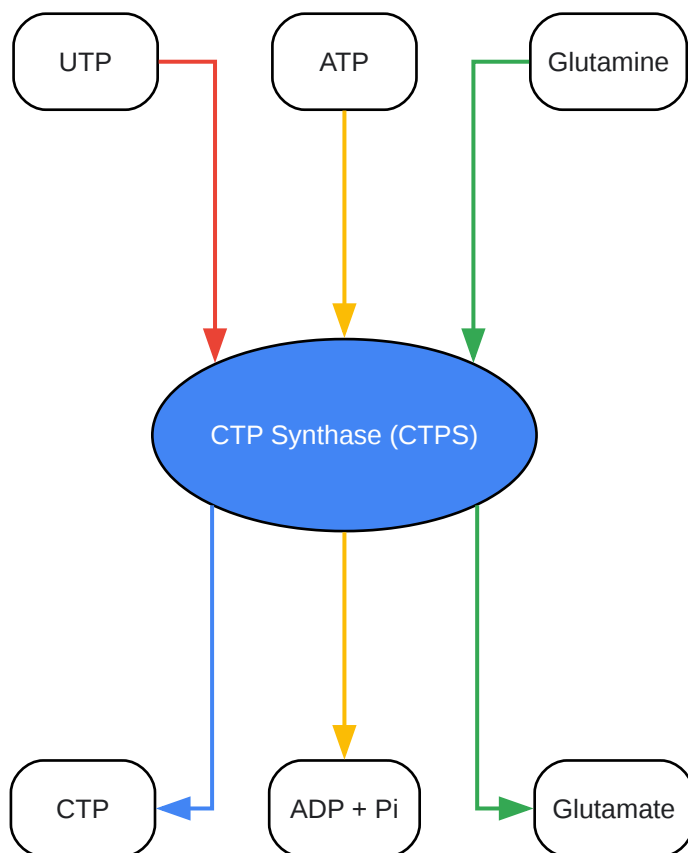 UTP
ATP
Glutamine
CTP Synthase (CTPS)
CTP
ADP + Pi
Glutamate